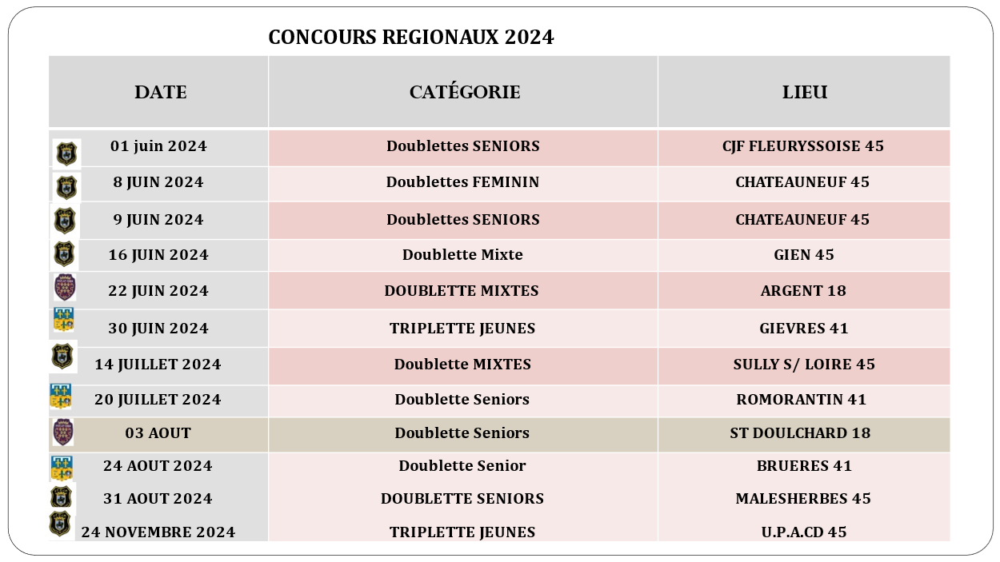 CONCOURS REGIONAUX 2024
DATE CATÉGORIE LIEU
01 juin 2024 Doublettes SENIORS CJF FLEURYSSOISE 45
8 JUIN 2024 Doublettes FEMININ CHATEAUNEUF 45
9 JUIN 2024 Doublettes SENIORS CHATEAUNEUF 45
16 JUIN 2024 Doublette Mixte GIEN 45
22 JUIN 2024 DOUBLETTE MIXTES ARGENT 18
30 JUIN 2024 TRIPLETTE JEUNES GIEVRES 41
14 JUILLET 2024 Doublette MIXTES SULLY S/ LOIRE 45
20 JUILLET 2024 Doublette Seniors ROMORANTIN 41
03 AOUT Doublette Seniors ST DOULCHARD 18
24 AOUT 2024 Doublette Senior BRUERES 41
31 AOUT 2024 DOUBLETTE SENIORS MALESHERBES 45
24 NOVEMBRE 2024 TRIPLETTE JEUNES U.P.A.CD 45